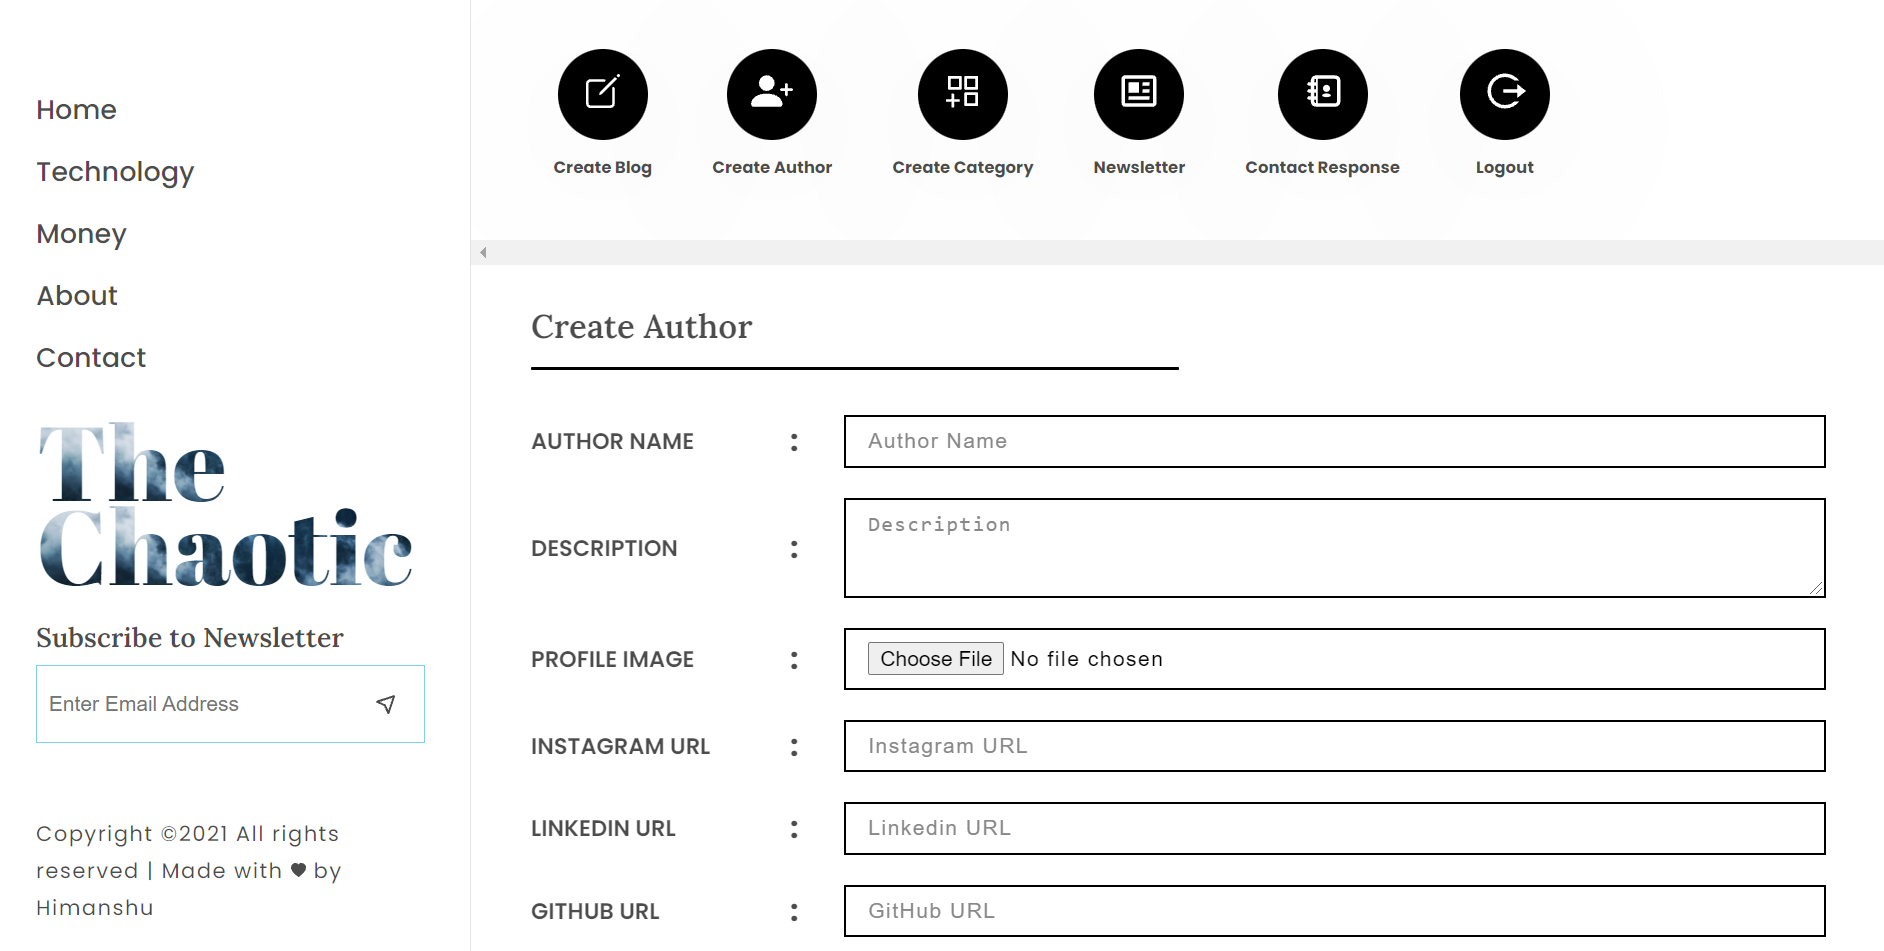 Home
Technology
Money
About
Contact
The
Chaotic
Subscribe to Newsletter
Enter Email Address
Copyright ©2021 All rights
reserved | Made with ♥ by
Himanshu
Create Blog
Create Author
Create Category
Newsletter
Contact Response
Logout
Create Author
AUTHOR NAME : Author Name
DESCRIPTION : Description
PROFILE IMAGE : Choose File No file chosen
INSTAGRAM URL : Instagram URL
LINKEDIN URL : Linkedin URL
GITHUB URL : GitHub URL